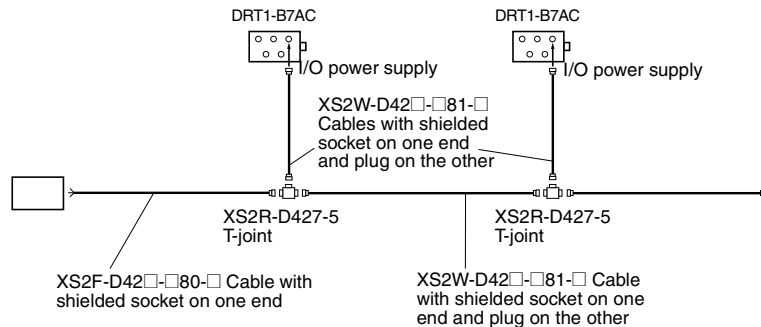 DRT1-B7AC
DRT1-B7AC
I/O power supply
I/O power supply
XS2W-D42□-□81-□
Cables with shielded
socket on one end
and plug on the other
XS2R-D427-5
T-joint
XS2R-D427-5
T-joint
XS2F-D42□-□80-□ Cable with
shielded socket on one end
XS2W-D42□-□81-□ Cable
with shielded socket on one
end and plug on the other